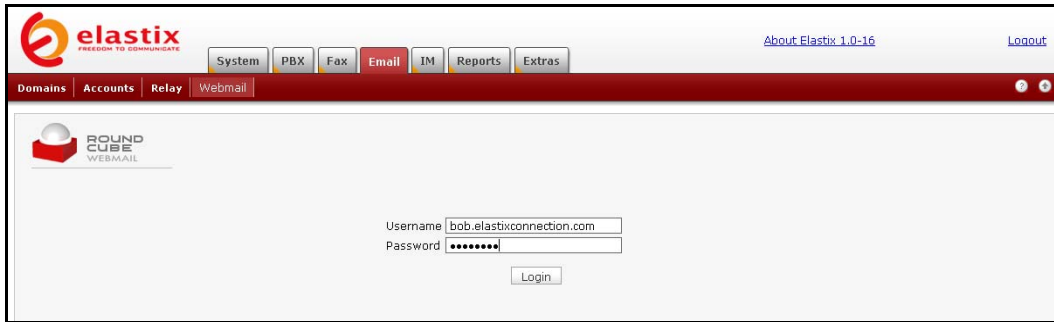 elastix
FREEDOM TO COMMUNICATE
System PBX Fax Email IM Reports Extras
About Elastix 1.0-16 Logout
Domains Accounts Relay Webmail
ROUND
CUBE
WEBMAIL
Username bob.elastixconnection.com
Password ••••••••
Login